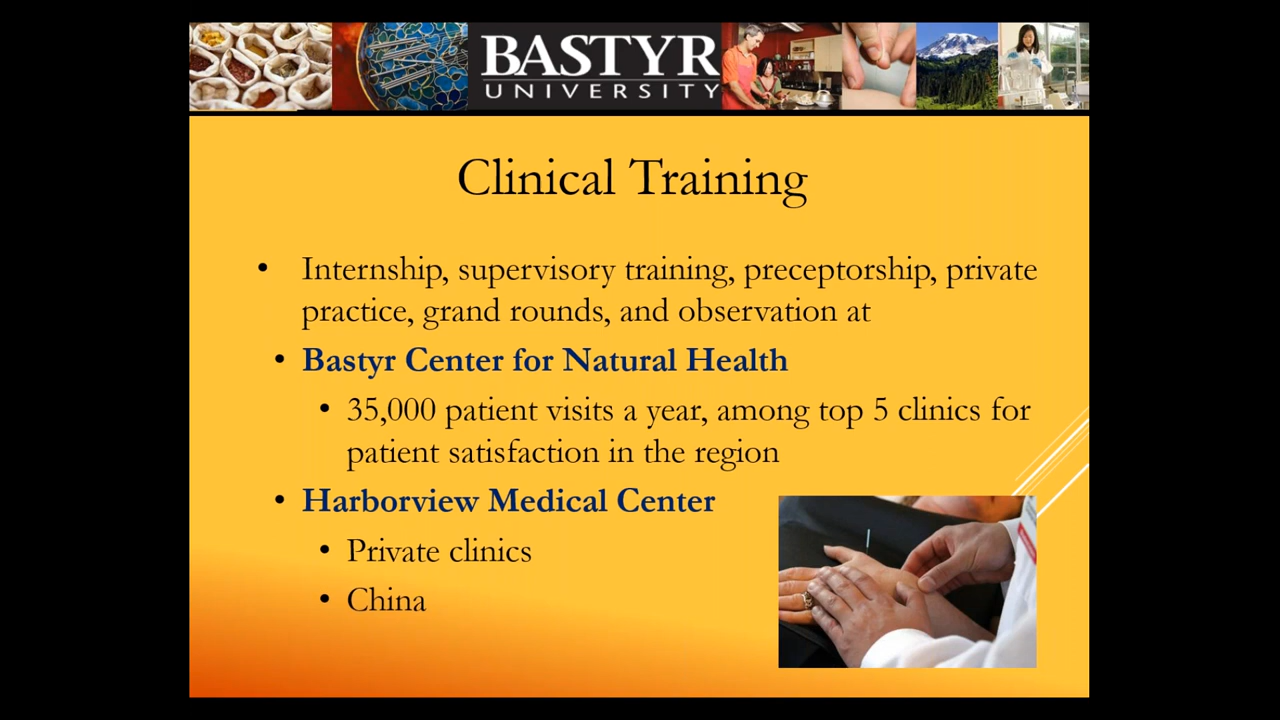 BASTYR
UNIVERSITY
Clinical Training
• Internship, supervisory training, preceptorship, private
practice, grand rounds, and observation at
• Bastyr Center for Natural Health
• 35,000 patient visits a year, among top 5 clinics for
patient satisfaction in the region
• Harborview Medical Center
• Private clinics
• China